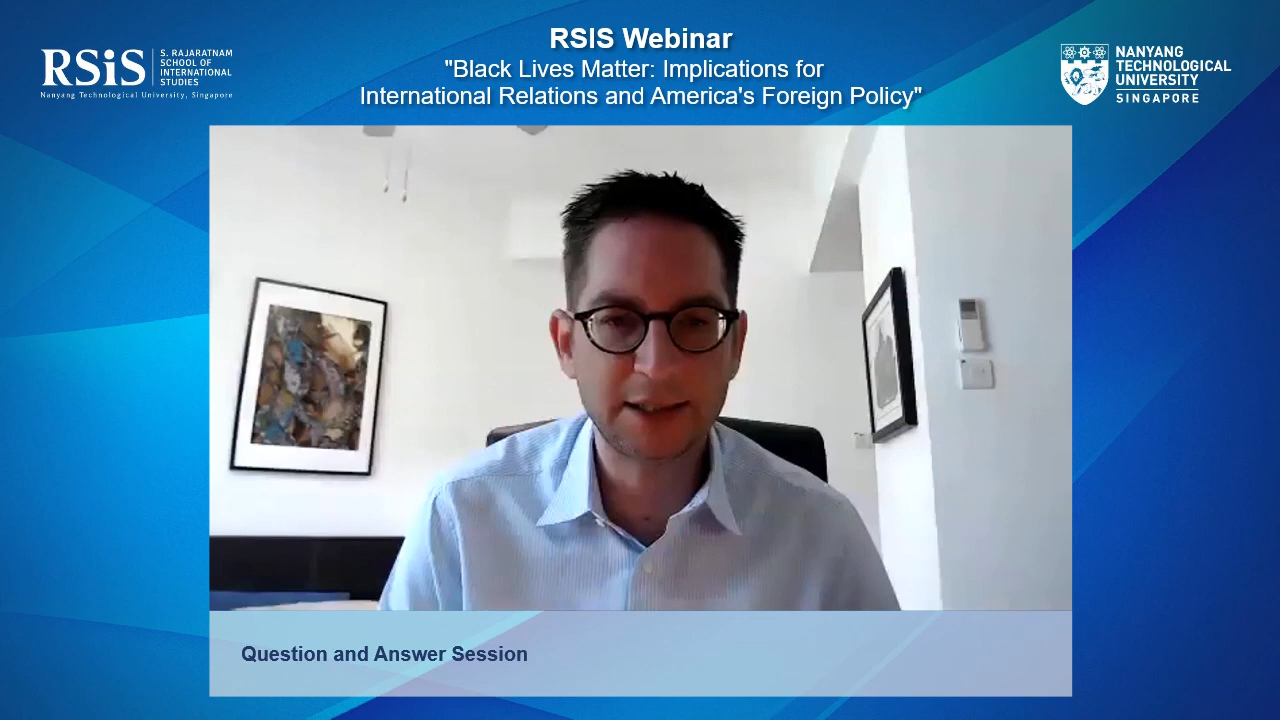 RSiS
S. RAJARATNAM
SCHOOL OF
INTERNATIONAL
STUDIES
Nanyang Technological University, Singapore
RSIS Webinar
"Black Lives Matter: Implications for
International Relations and America's Foreign Policy"
NANYANG
TECHNOLOGICAL
UNIVERSITY
SINGAPORE
Question and Answer Session